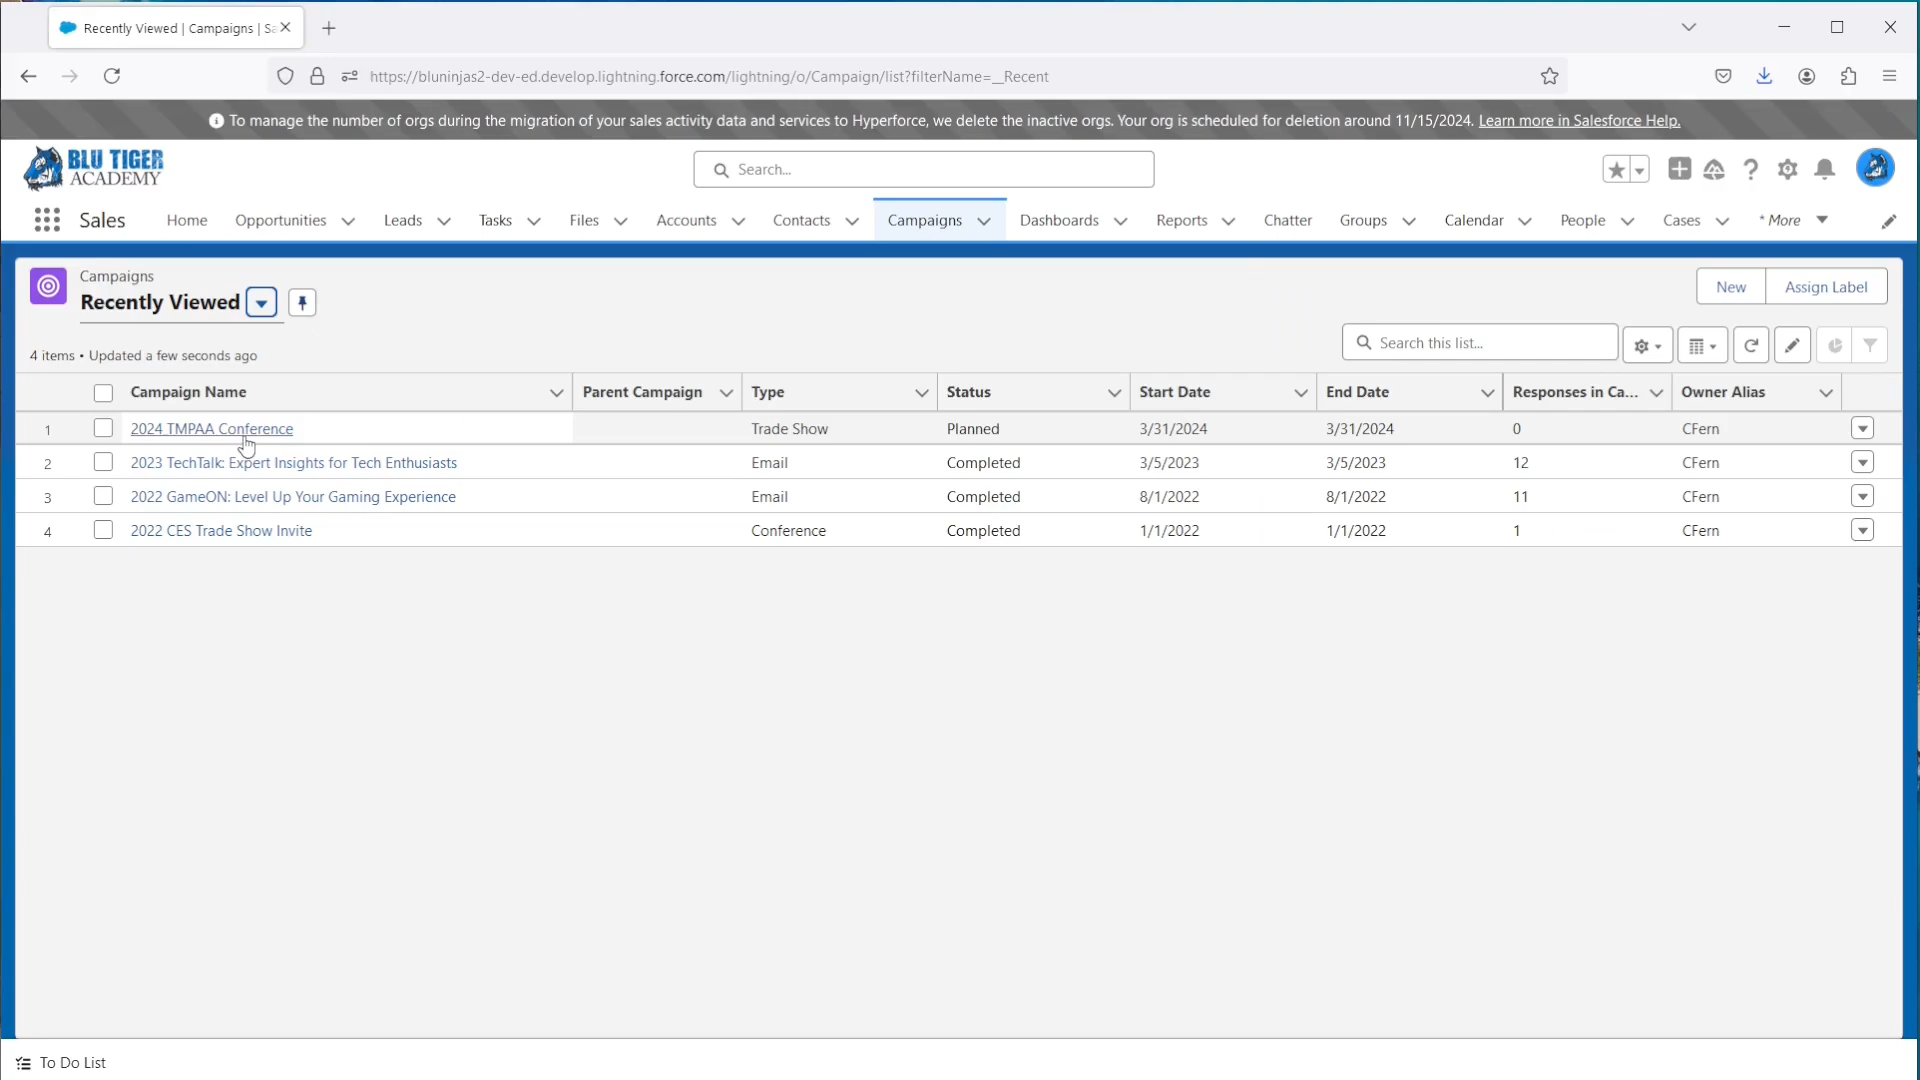 Recently Viewed | Campaigns | Sa
https://bluninjas2-dev-ed.develop.lightning.force.com/lightning/o/Campaign/list?filterName=__Recent
To manage the number of orgs during the migration of your sales activity data and services to Hyperforce, we delete the inactive orgs. Your org is scheduled for deletion around 11/15/2024. Learn more in Salesforce Help.
BLU TIGER
ACADEMY
Search...
Sales Home Opportunities Leads Tasks Files Accounts Contacts Campaigns Dashboards Reports Chatter Groups Calendar People Cases * More
Campaigns
Recently Viewed
New Assign Label
4 items • Updated a few seconds ago
Search this list...
Campaign Name Parent Campaign Type Status Start Date End Date Responses in Ca... Owner Alias
1 2024 TMPAA Conference Trade Show Planned 3/31/2024 3/31/2024 0 CFern
2 2023 TechTalk: Expert Insights for Tech Enthusiasts Email Completed 3/5/2023 3/5/2023 12 CFern
3 2022 GameON: Level Up Your Gaming Experience Email Completed 8/1/2022 8/1/2022 11 CFern
4 2022 CES Trade Show Invite Conference Completed 1/1/2022 1/1/2022 1 CFern
To Do List